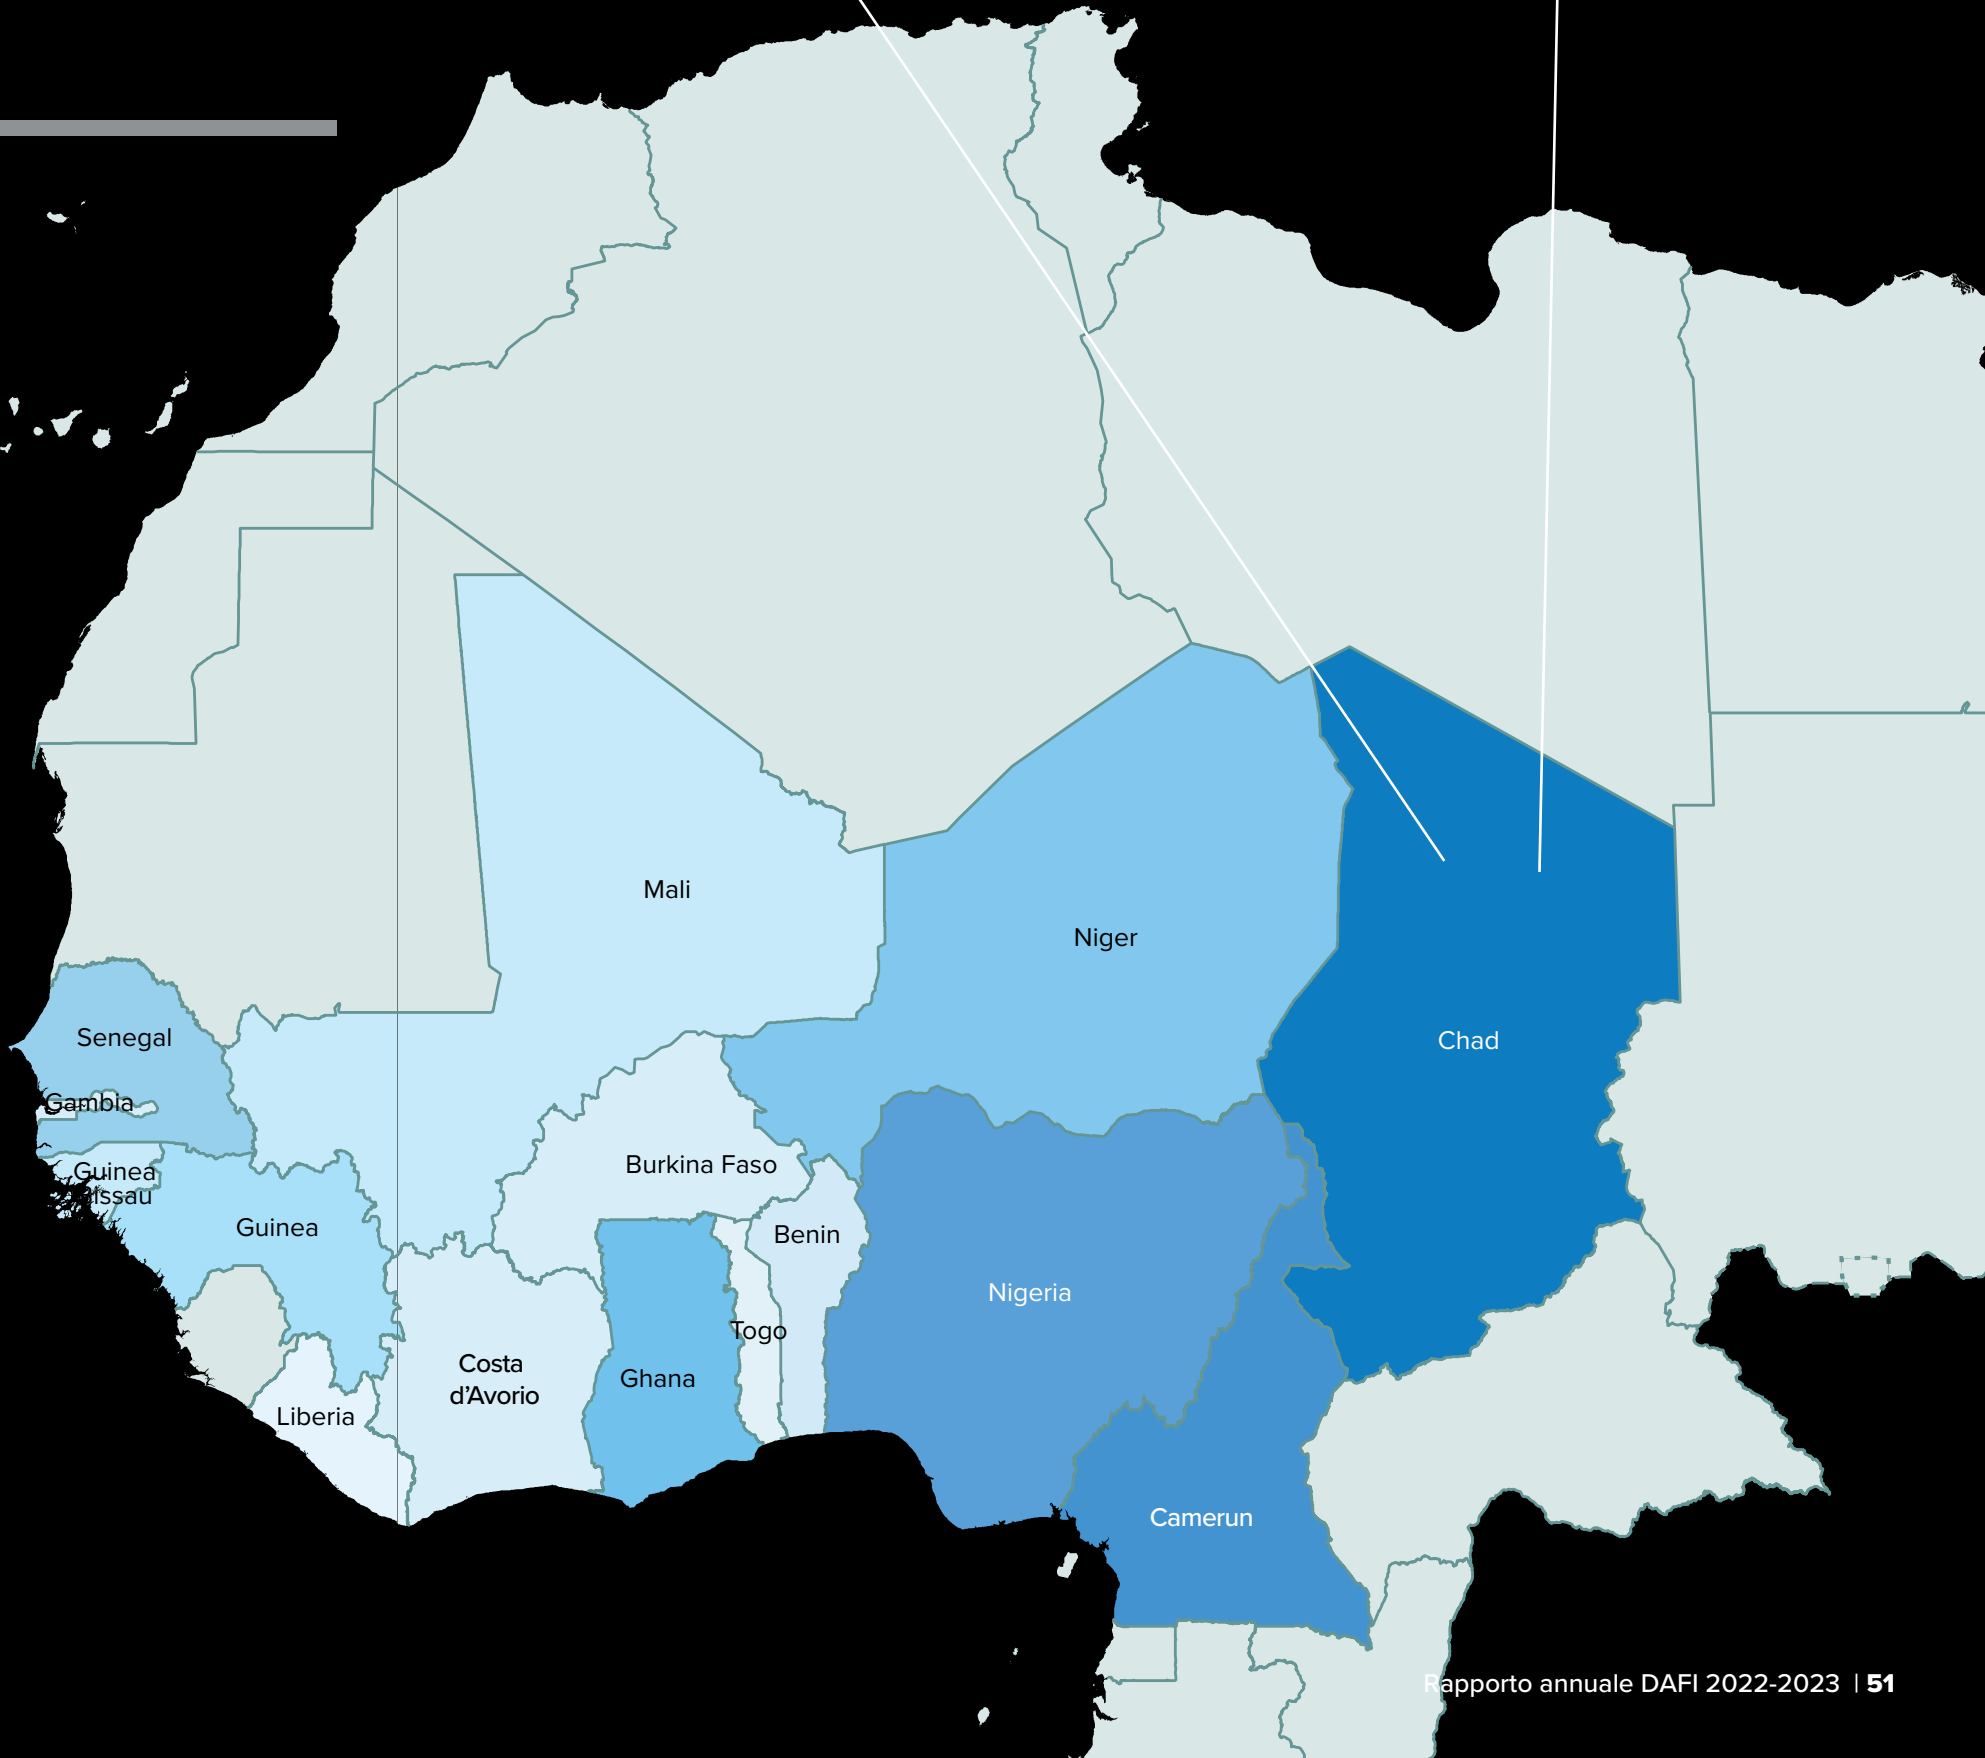 Mali
Niger
Senegal
Chad
Gambia
Burkina Faso
Guinea
Bissau
Guinea
Benin
Nigeria
Togo
Costa
d'Avorio
Ghana
Liberia
Camerun
Rapporto annuale DAFI 2022-2023 | 51